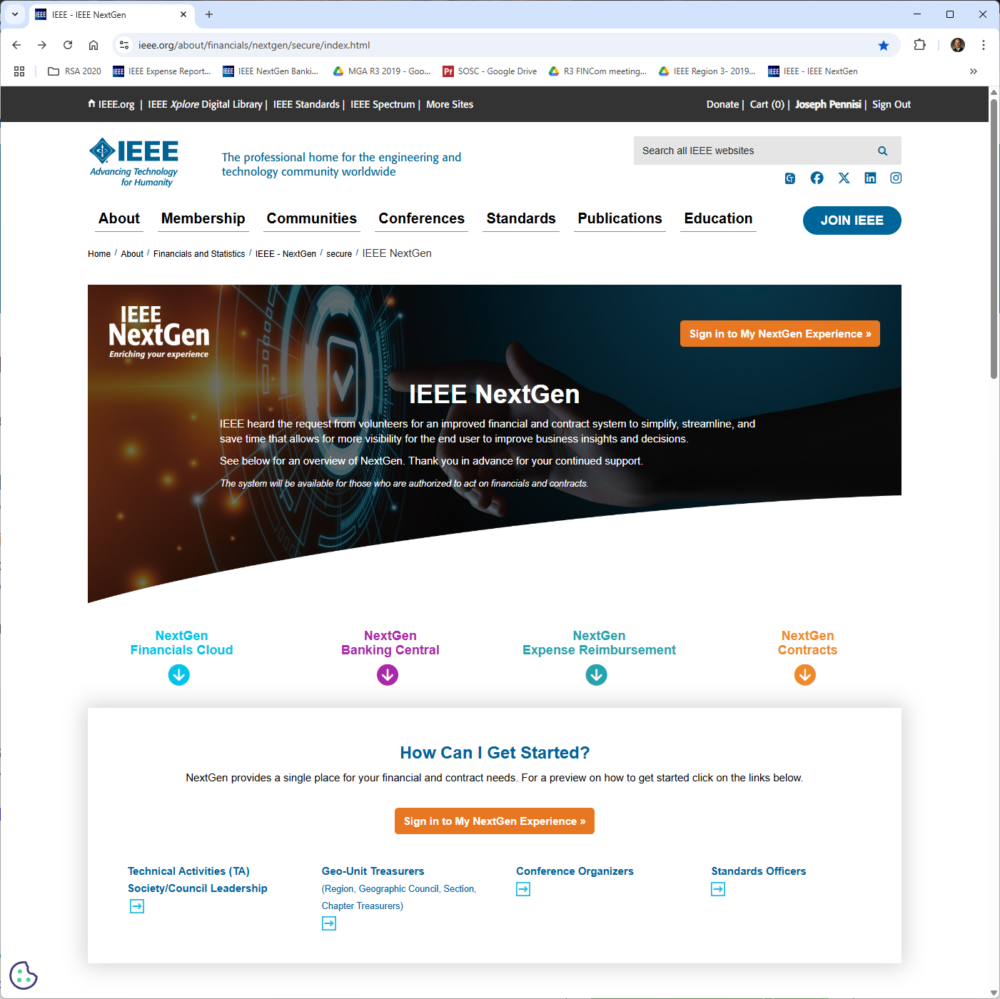 IEEE - IEEE NextGen
ieee.org/about/financials/nextgen/secure/index.html
RSA 2020
IEEE Expense Report...
IEEE NextGen Banki...
MGA R3 2019 - Goo...
SOSC - Google Drive
R3 FINCom meeting...
IEEE Region 3- 2019...
IEEE - IEEE NextGen
IEEE.org | IEEE Xplore Digital Library | IEEE Standards | IEEE Spectrum | More Sites
Donate | Cart (0) | Joseph Pennisi | Sign Out
IEEE
Advancing Technology
for Humanity
The professional home for the engineering and
technology community worldwide
Search all IEEE websites
About Membership Communities Conferences Standards Publications Education
JOIN IEEE
Home / About / Financials and Statistics / IEEE - NextGen / secure / IEEE NextGen
IEEE
NextGen
Enriching your experience
Sign in to My NextGen Experience »
IEEE NextGen
IEEE heard the request from volunteers for an improved financial and contract system to simplify, streamline, and
save time that allows for more visibility for the end user to improve business insights and decisions.
See below for an overview of NextGen. Thank you in advance for your continued support.
The system will be available for those who are authorized to act on financials and contracts.
NextGen
Financials Cloud
NextGen
Banking Central
NextGen
Expense Reimbursement
NextGen
Contracts
How Can I Get Started?
NextGen provides a single place for your financial and contract needs. For a preview on how to get started click on the links below.
Sign in to My NextGen Experience »
Technical Activities (TA)
Society/Council Leadership
Geo-Unit Treasurers
(Region, Geographic Council, Section,
Chapter Treasurers)
Conference Organizers
Standards Officers